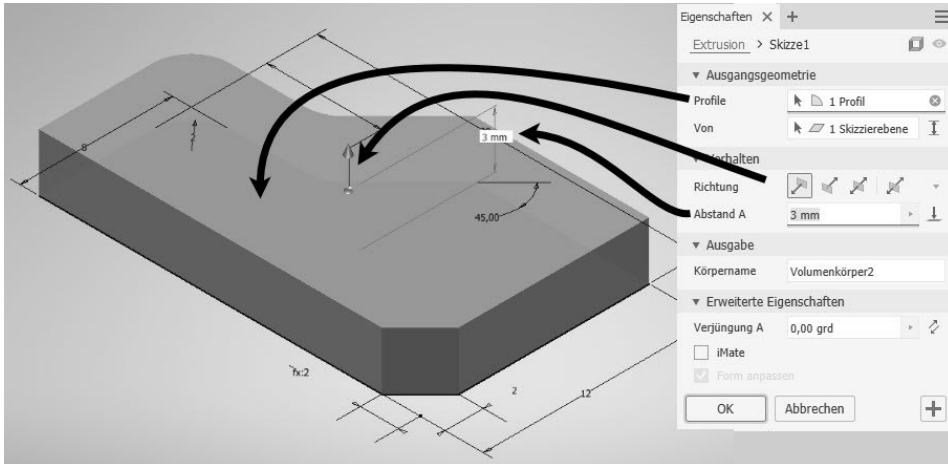 Eigenschaften × +
Extrusion > Skizze1
Ausgangsgeometrie
Profile 1 Profil
Von 1 Skizzierebene
Verhalten
Richtung
Abstand A 3 mm
Ausgabe
Körpername Volumenkörper2
Erweiterte Eigenschaften
Verjüngung A 0,00 grd
iMate
Form anpassen
OK Abbrechen +
8
2
3 mm
45,00
fx:2
2
12